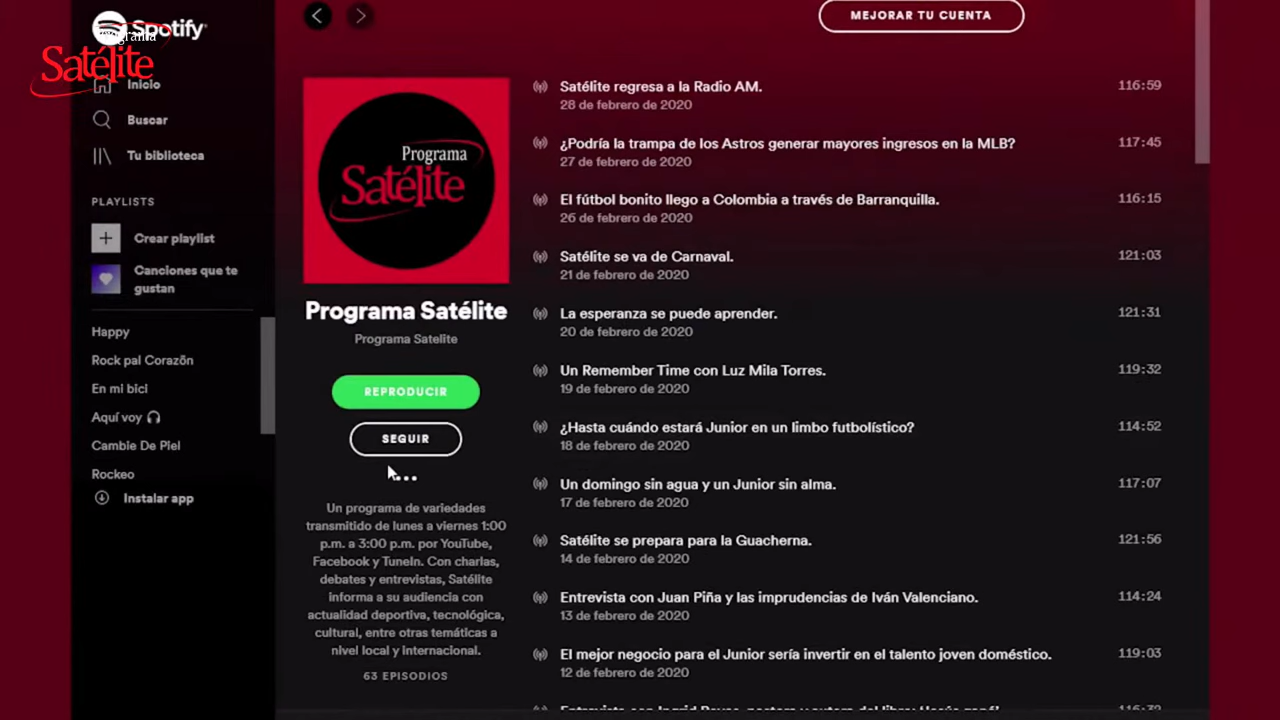 Spotify
Programa
Satélite
Inicio
Buscar
Tu biblioteca
PLAYLISTS
Crear playlist
Canciones que te
gustan
Happy
Rock pal Corazõn
En mi bici
Aquí voy
Cambie De Piel
Rockeo
Instalar app
MEJORAR TU CUENTA
Programa
Satélite
Programa Satélite
Programa Satelite
REPRODUCIR
SEGUIR
Un programa de variedades
transmitido de lunes a viernes 1:00
p.m. a 3:00 p.m. por YouTube,
Facebook y TuneIn. Con charlas,
debates y entrevistas, Satélite
informa a su audiencia con
actualidad deportiva, tecnológica,
cultural, entre otras temáticas a
nivel local y internacional.
63 EPISODIOS
Satélite regresa a la Radio AM. 116:59
28 de febrero de 2020
¿Podría la trampa de los Astros generar mayores ingresos en la MLB? 117:45
27 de febrero de 2020
El fútbol bonito llego a Colombia a través de Barranquilla. 116:15
26 de febrero de 2020
Satélite se va de Carnaval. 121:03
21 de febrero de 2020
La esperanza se puede aprender. 121:31
20 de febrero de 2020
Un Remember Time con Luz Mila Torres. 119:32
19 de febrero de 2020
¿Hasta cuándo estará Junior en un limbo futbolístico? 114:52
18 de febrero de 2020
Un domingo sin agua y un Junior sin alma. 117:07
17 de febrero de 2020
Satélite se prepara para la Guacherna. 121:56
14 de febrero de 2020
Entrevista con Juan Piña y las imprudencias de Iván Valenciano. 114:24
13 de febrero de 2020
El mejor negocio para el Junior sería invertir en el talento joven doméstico. 119:03
12 de febrero de 2020